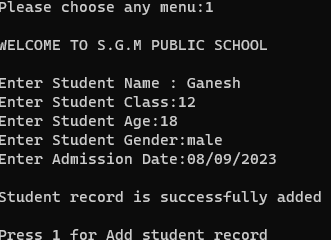 Please choose any menu:1
WELCOME TO S.G.M PUBLIC SCHOOL
Enter Student Name : Ganesh
Enter Student Class:12
Enter Student Age:18
Enter Student Gender:male
Enter Admission Date:08/09/2023
Student record is successfully added
Press 1 for Add student record